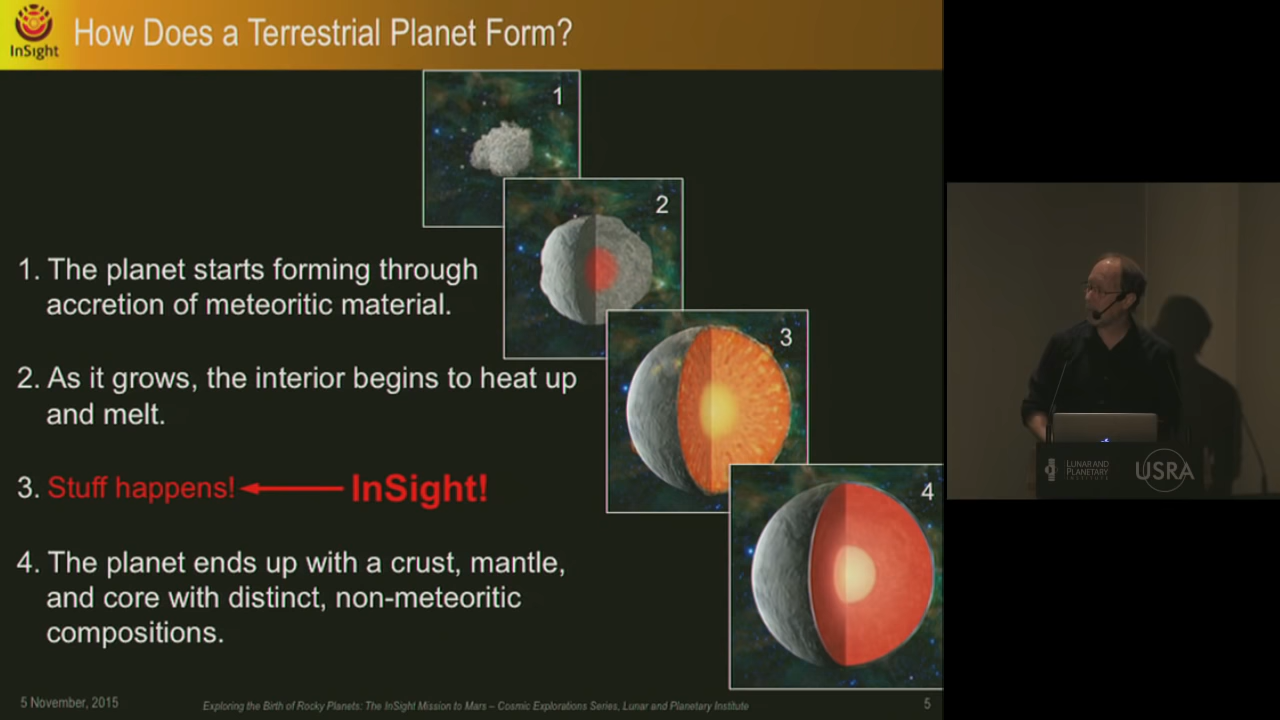 InSight
How Does a Terrestrial Planet Form?
1
2
3
4
1. The planet starts forming through
accretion of meteoritic material.
2. As it grows, the interior begins to heat up
and melt.
3. Stuff happens! InSight!
4. The planet ends up with a crust, mantle,
and core with distinct, non-meteoritic
compositions.
5 November, 2015
Exploring the Birth of Rocky Planets: The InSight Mission to Mars – Cosmic Explorations Series, Lunar and Planetary Institute
5
LUNAR AND
PLANETARY
INSTITUTE
USRA